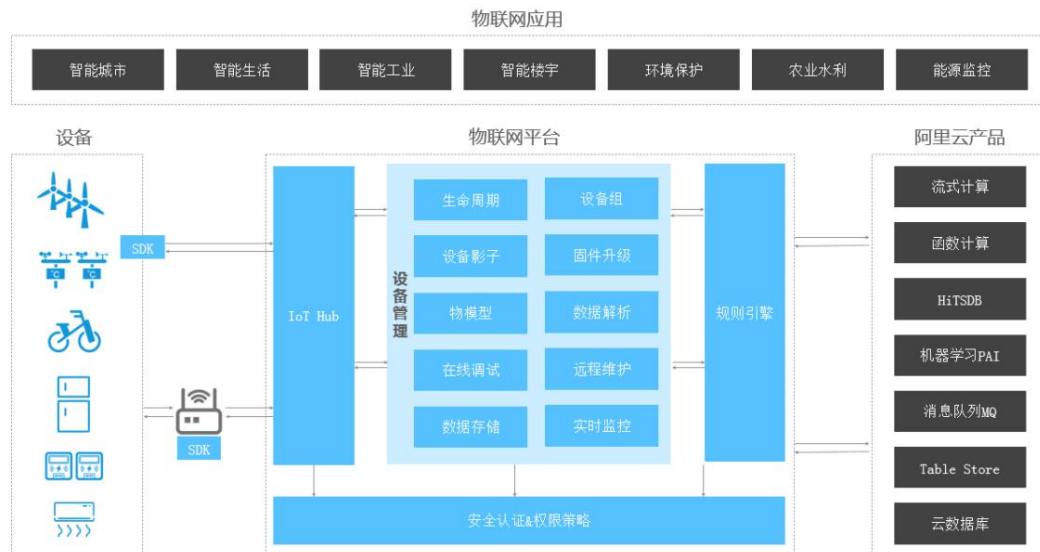 物联网应用
智能城市
智能生活
智能工业
智能楼宇
环境保护
农业水利
能源监控
设备
SDK
SDK
物联网平台
IoT Hub
设备管理
生命周期
设备组
设备影子
固件升级
物模型
数据解析
在线调试
远程维护
数据存储
实时监控
规则引擎
安全认证&权限策略
阿里云产品
流式计算
函数计算
HiTSDB
机器学习PAI
消息队列MQ
Table Store
云数据库